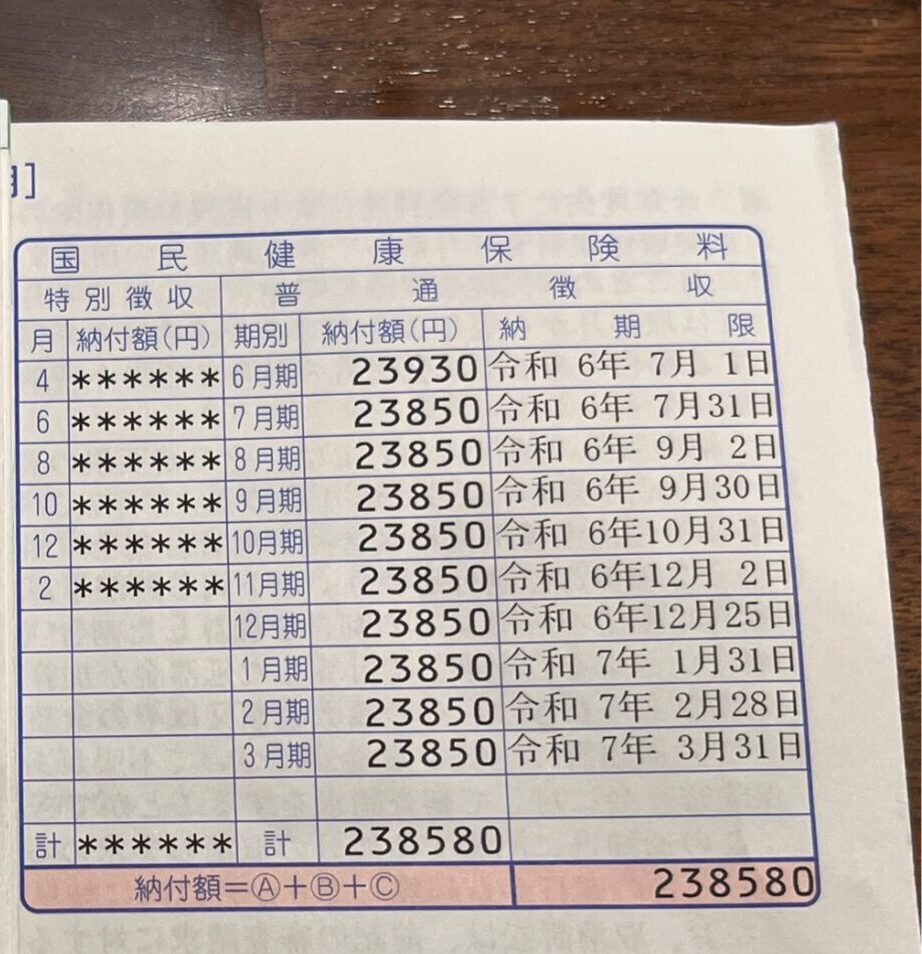 国民健康保険料
特別徴収 普通徴収
月 納付額(円) 期別 納付額(円) 納期限
4 ****** 6月期 23930 令和 6年 7月 1日
6 ****** 7月期 23850 令和 6年 7月31日
8 ****** 8月期 23850 令和 6年 9月 2日
10 ****** 9月期 23850 令和 6年 9月30日
12 ****** 10月期 23850 令和 6年10月31日
2 ****** 11月期 23850 令和 6年12月 2日
12月期 23850 令和 6年12月25日
1月期 23850 令和 7年 1月31日
2月期 23850 令和 7年 2月28日
3月期 23850 令和 7年 3月31日
計 ****** 計 238580
納付額=Ⓐ+Ⓑ+Ⓒ 238580